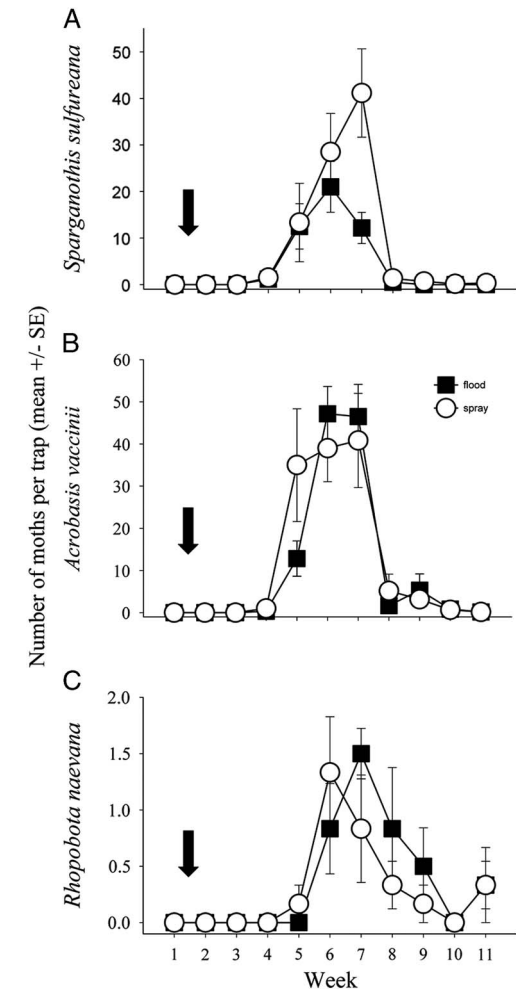 A
Sparganothis sulfureana
50
40
30
20
10
0
Number of moths per trap (mean +/- SE)
B
Acrobasis vaccinii
60
50
40
30
20
10
0
flood
spray
C
Rhopobota naevana
2.0
1.5
1.0
0.5
0.0
1 2 3 4 5 6 7 8 9 10 11
Week